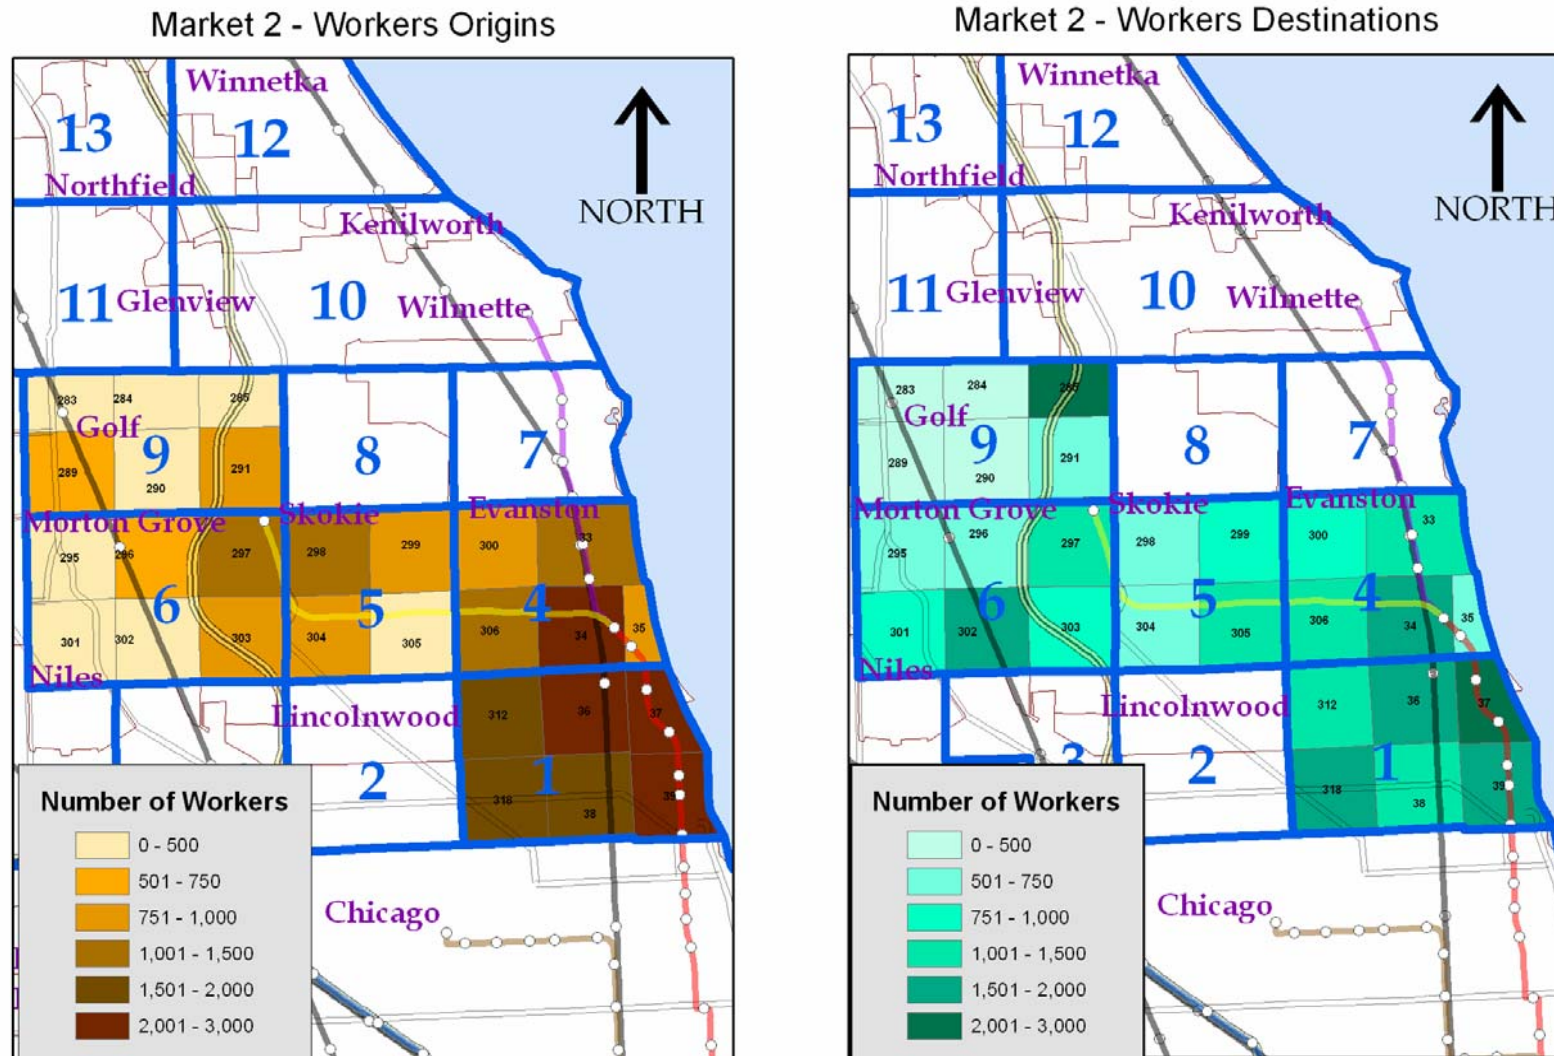 Market 2 - Workers Origins
Winnetka
13
12
Northfield
NORTH
Kenilworth
11
Glenview
10
Wilmette
283
284
285
Golf
9
8
7
289
290
291
Morton Grove
Skokie
Evanston
295
296
297
298
299
300
33
6
5
4
301
302
303
304
305
306
34
35
Niles
Lincolnwood
312
36
37
2
1
318
38
39
Number of Workers
0 - 500
501 - 750
751 - 1,000
1,001 - 1,500
1,501 - 2,000
2,001 - 3,000
Chicago
Market 2 - Workers Destinations
Winnetka
13
12
Northfield
NORTH
Kenilworth
11
Glenview
10
Wilmette
283
284
285
Golf
9
8
7
289
290
291
Morton Grove
Skokie
Evanston
295
296
297
298
299
300
33
6
5
4
301
302
303
304
305
306
34
35
Niles
Lincolnwood
312
36
37
3
2
1
318
38
39
Number of Workers
0 - 500
501 - 750
751 - 1,000
1,001 - 1,500
1,501 - 2,000
2,001 - 3,000
Chicago